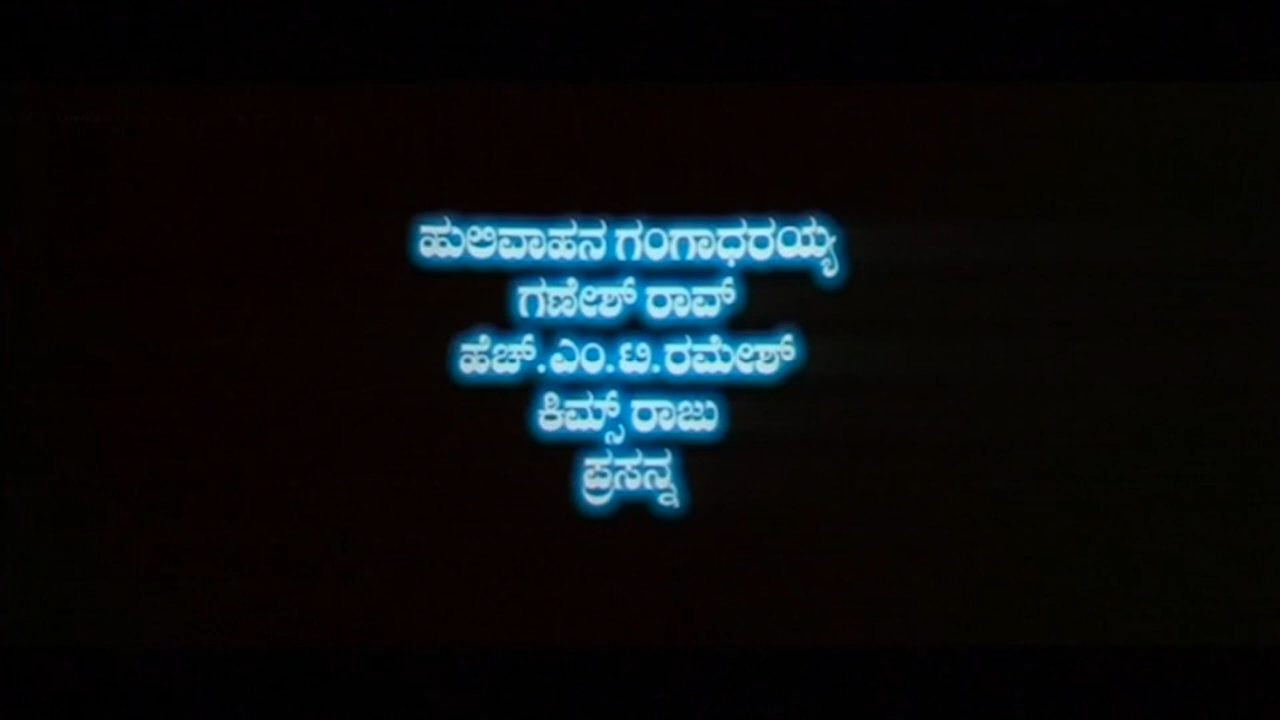 ಹುಲಿವಾಹನ ಗಂಗಾಧರಯ್ಯ
ಗಣೇಶ್ ರಾವ್
ಹೆಚ್.ಎಂ.ಟಿ.ರಮೇಶ್
ಕಿಮ್ಸ್ ರಾಜು
ಪ್ರಸನ್ನ